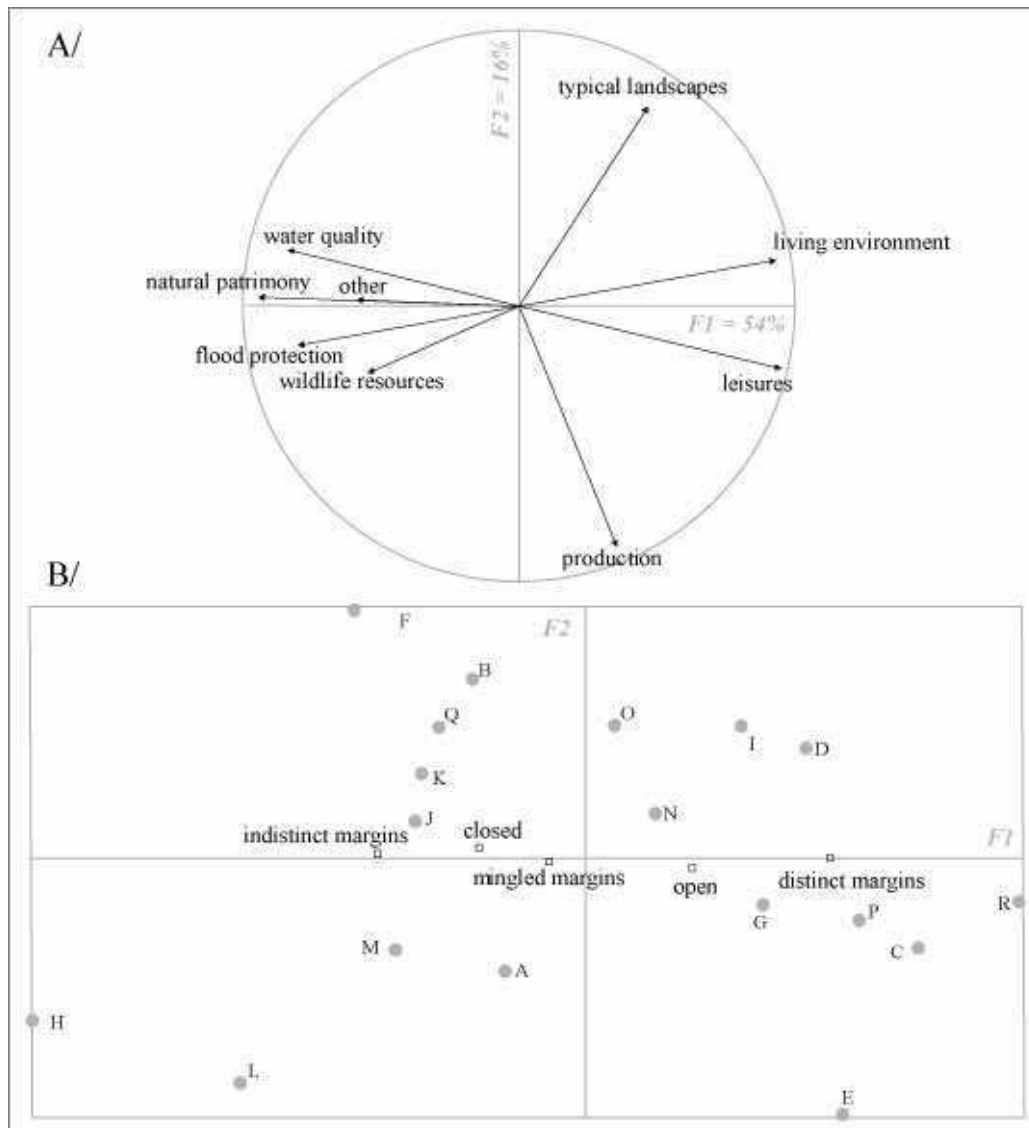 A/
F2 = 16%
typical landscapes
water quality
living environment
natural patrimony
other
F1 = 54%
flood protection
wildlife resources
leisures
production
B/
F
F2
B
Q
O
I
D
K
N
J
indistinct margins
closed
F1
mingled margins
open
distinct margins
R
G
P
M
A
C
H
L
E